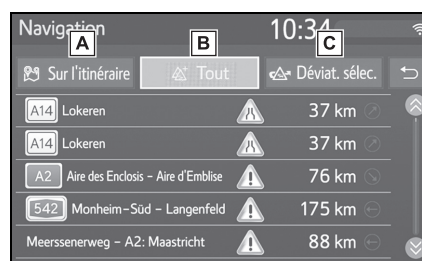 Navigation 10:34
A B C
Sur l'itinéraire Tout Déviat. sélec.
A14 Lokeren 37 km
A14 Lokeren 37 km
A2 Aire des Enclosis – Aire d'Emblise 76 km
542 Monheim-Süd – Langenfeld 175 km
Meerssenerweg – A2: Maastricht 88 km